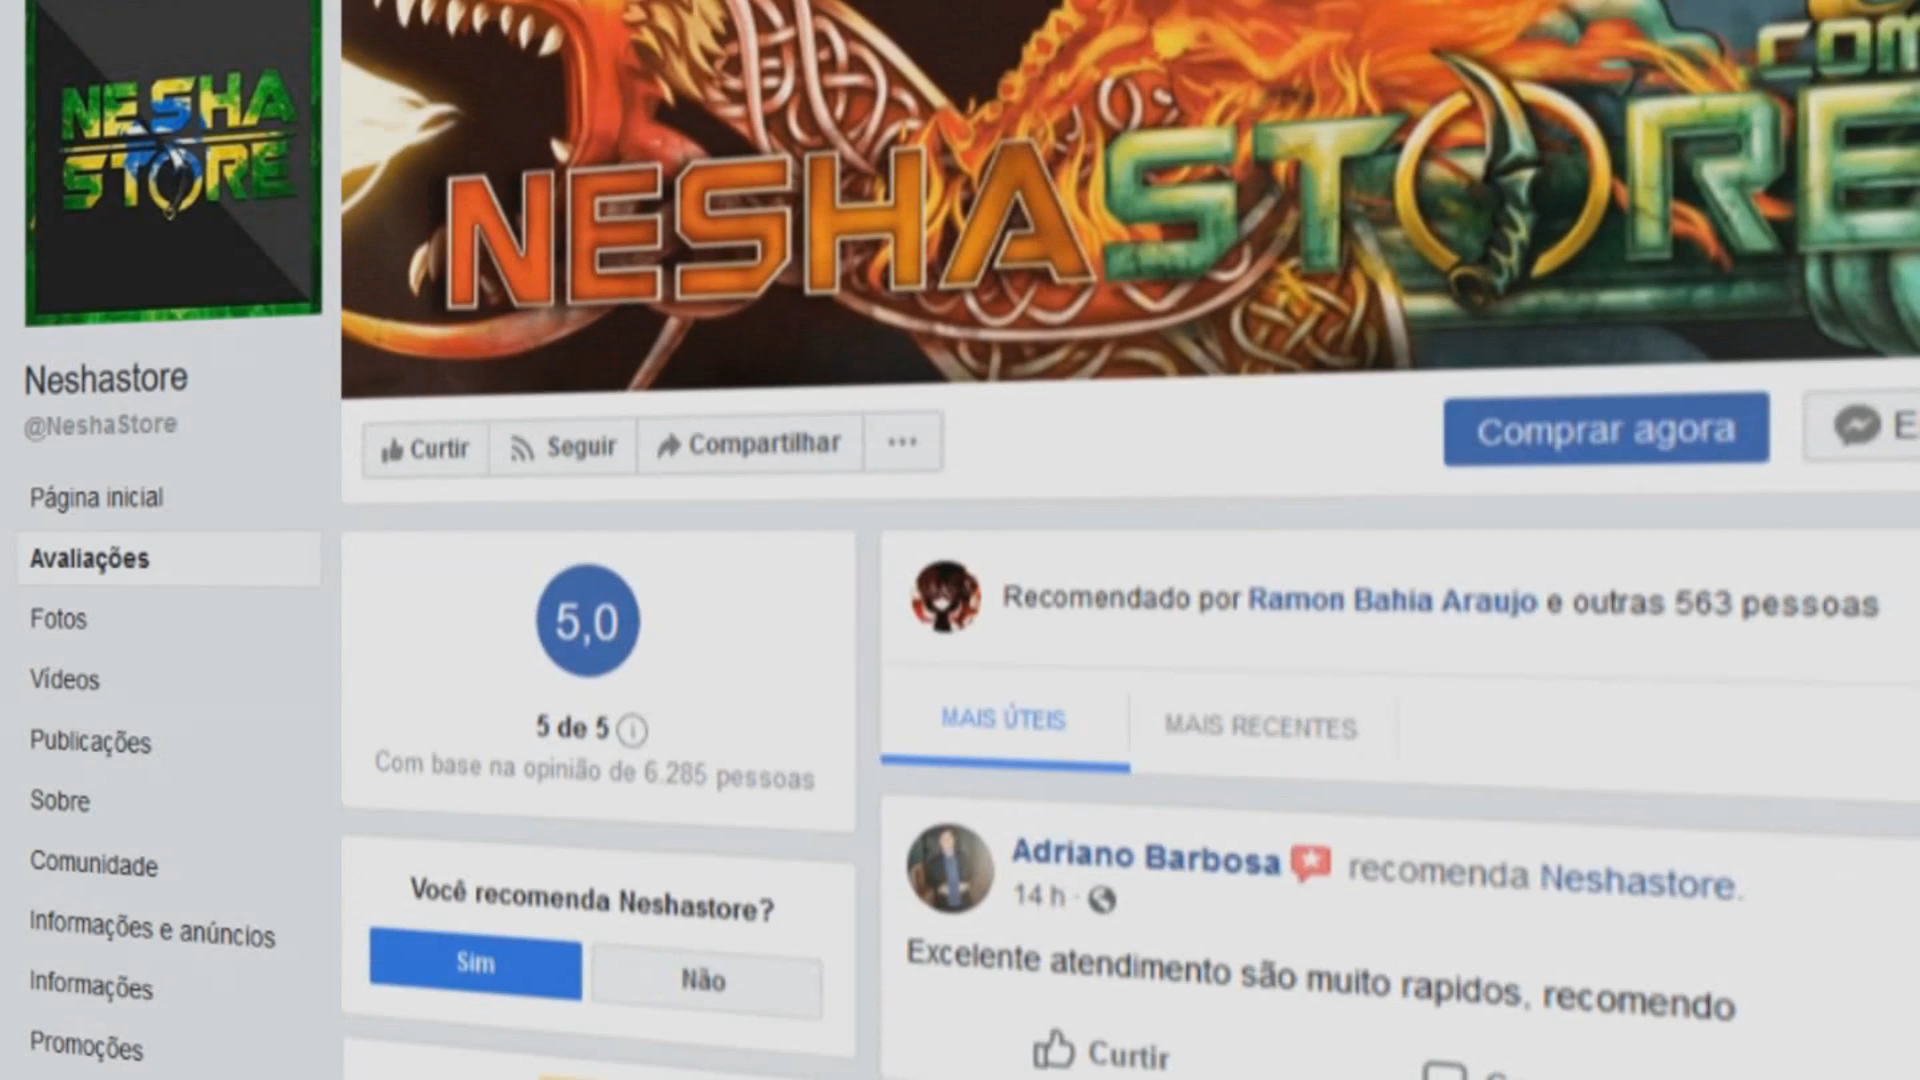 NESHA
STORE
COM
NESHASTORE
Neshastore
@NeshaStore
Curtir
Seguir
Compartilhar
Comprar agora
Página inicial
Avaliações
Fotos
Vídeos
Publicações
Sobre
Comunidade
Informações e anúncios
Informações
Promoções
5,0
5 de 5
Com base na opinião de 6.285 pessoas
Você recomenda Neshastore?
Sim
Não
Recomendado por Ramon Bahia Araujo e outras 563 pessoas
MAIS ÚTEIS
MAIS RECENTES
Adriano Barbosa recomenda Neshastore.
14 h ·
Excelente atendimento são muito rapidos, recomendo
Curtir